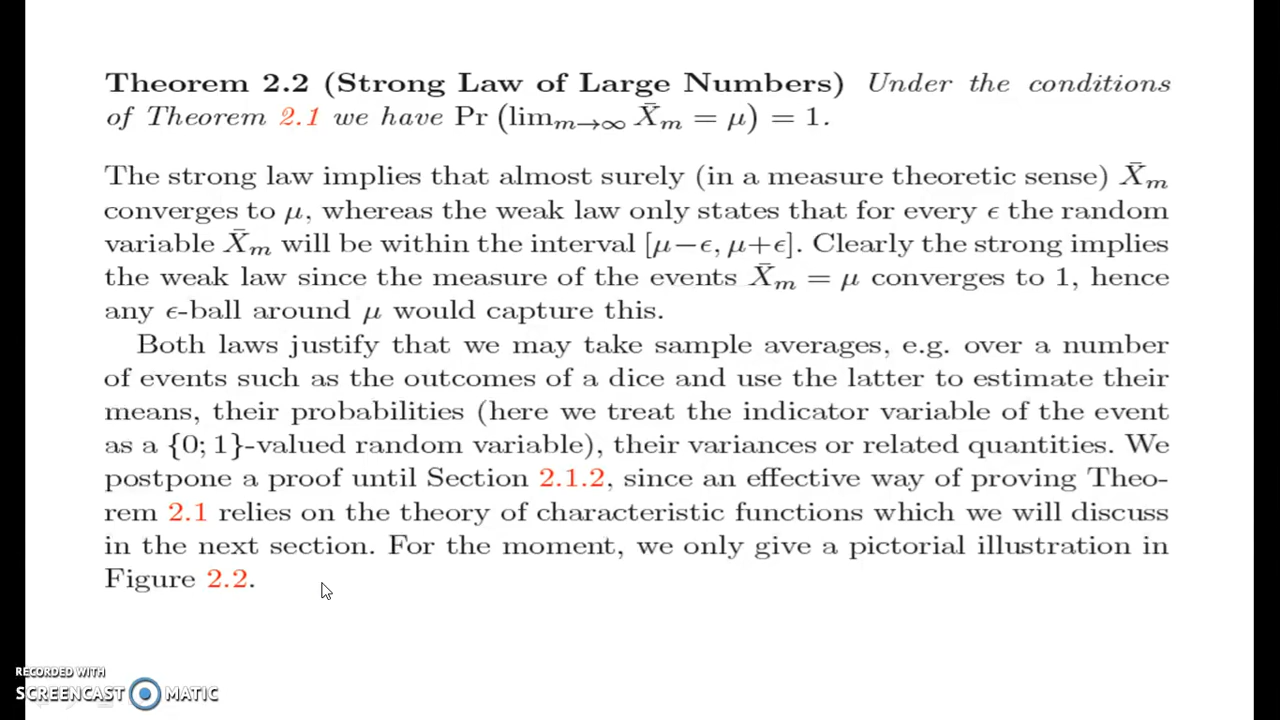 Theorem 2.2 (Strong Law of Large Numbers) Under the conditions
of Theorem 2.1 we have Pr (lim_{m→∞} X̄_m = μ) = 1.
The strong law implies that almost surely (in a measure theoretic sense) X̄_m
converges to μ, whereas the weak law only states that for every ϵ the random
variable X̄_m will be within the interval [μ−ϵ, μ+ϵ]. Clearly the strong implies
the weak law since the measure of the events X̄_m = μ converges to 1, hence
any ϵ-ball around μ would capture this.
Both laws justify that we may take sample averages, e.g. over a number
of events such as the outcomes of a dice and use the latter to estimate their
means, their probabilities (here we treat the indicator variable of the event
as a {0; 1}-valued random variable), their variances or related quantities. We
postpone a proof until Section 2.1.2, since an effective way of proving Theo-
rem 2.1 relies on the theory of characteristic functions which we will discuss
in the next section. For the moment, we only give a pictorial illustration in
Figure 2.2.
RECORDED WITH
SCREENCAST MATIC